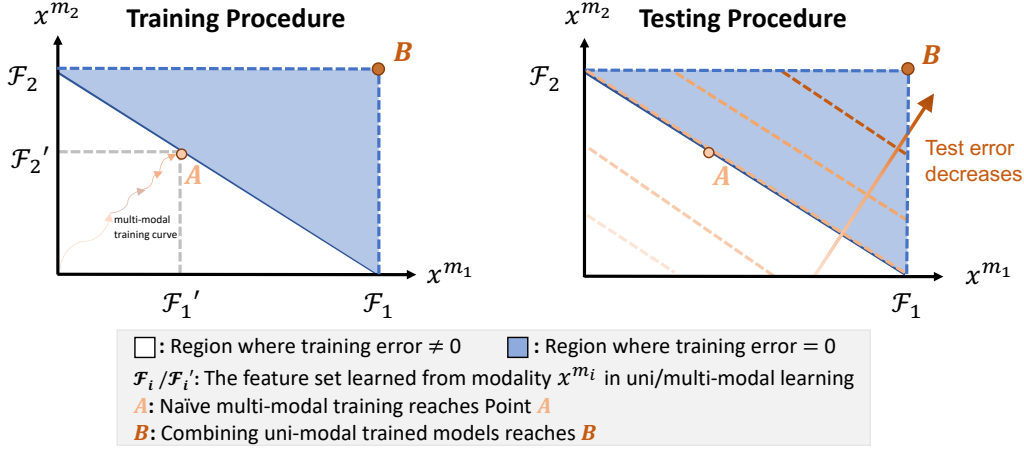 Training Procedure
x^{m_2}
B
ℱ_2
ℱ_2′
A
multi-modal
training curve
x^{m_1}
ℱ_1′
ℱ_1
Testing Procedure
x^{m_2}
B
ℱ_2
A
Test error
decreases
x^{m_1}
ℱ_1
: Region where training error ≠ 0
: Region where training error = 0
ℱ_i /ℱ_i′: The feature set learned from modality x^{m_i} in uni/multi-modal learning
A: Naïve multi-modal training reaches Point A
B: Combining uni-modal trained models reaches B